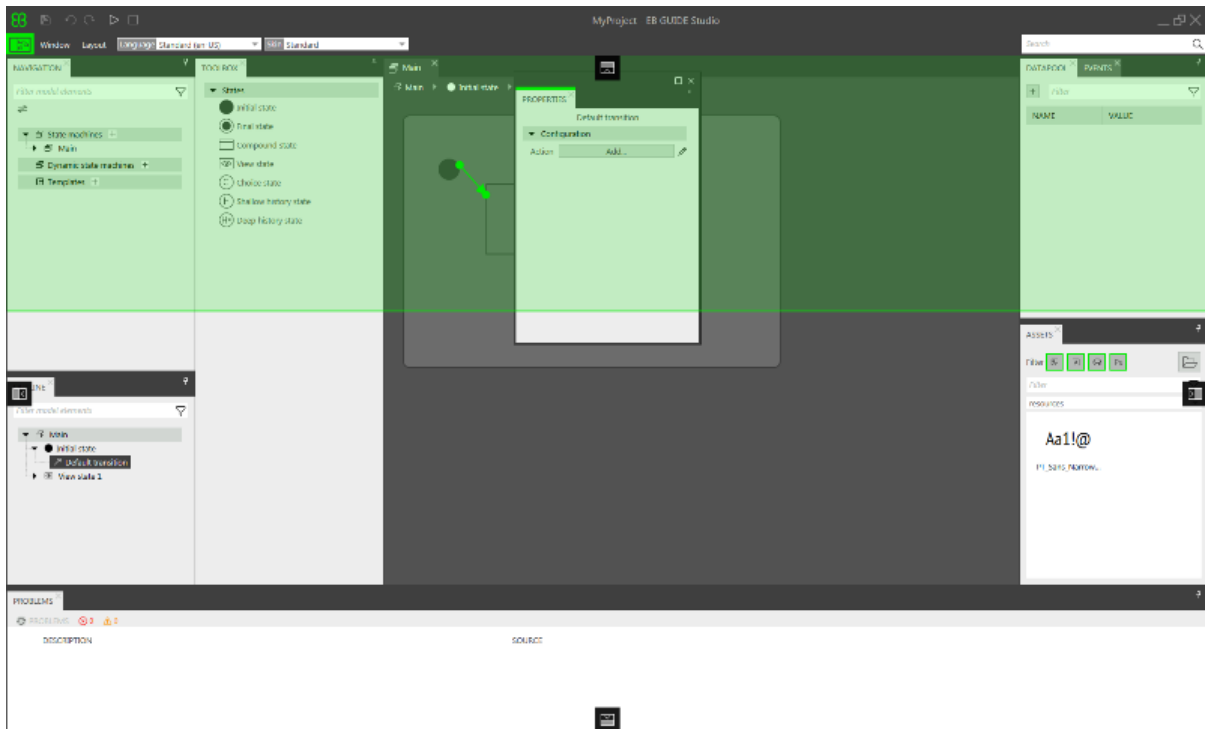 EB
MyProject EB GUIDE Studio
Window Layout Language Standard (en-US) Skin Standard
Search
NAVIGATION
Filter model elements
State machines +
Main
Dynamic state machines +
Templates +
TOOLBOX
States
Initial state
Final state
Compound state
View state
Choice state
Shallow history state
H* Deep history state
Main
Main Initial state
PROPERTIES
Default transition
Configuration
Action Add...
DATAPOOL EVENTS
+ Filter
NAME VALUE
ASSETS
Filter
Filter
resources
Aa1!@
PT_Sans_Narrow...
INE
Filter model elements
Main
Initial state
Default transition
View state 1
PROBLEMS
PROBLEMS 0 0
DESCRIPTION SOURCE